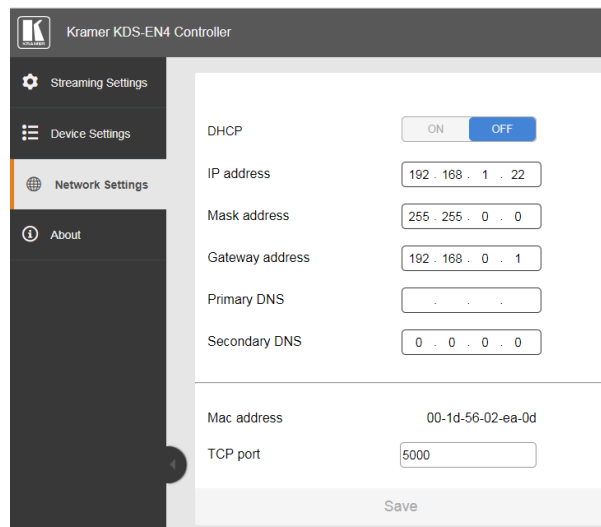 KRAMER
Kramer KDS-EN4 Controller
Streaming Settings
Device Settings
Network Settings
About
DHCP ON OFF
IP address 192 . 168 . 1 . 22
Mask address 255 . 255 . 0 . 0
Gateway address 192 . 168 . 0 . 1
Primary DNS . . .
Secondary DNS 0 . 0 . 0 . 0
Mac address 00-1d-56-02-ea-0d
TCP port 5000
Save